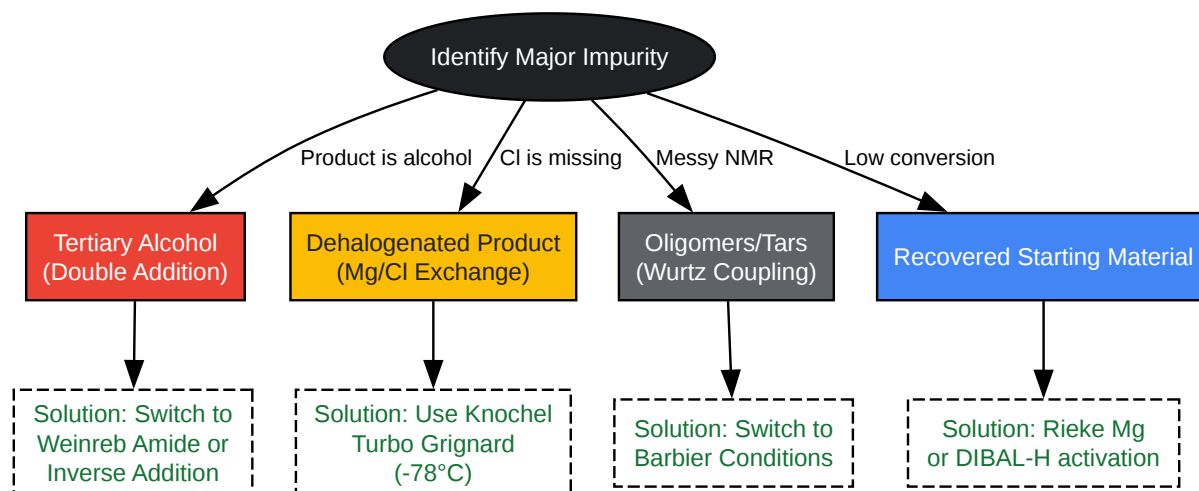 Identify Major Impurity
Product is alcohol
Cl is missing
Messy NMR
Low conversion
Tertiary Alcohol
(Double Addition)
Dehalogenated Product
(Mg/Cl Exchange)
Oligomers/Tars
(Wurtz Coupling)
Recovered Starting Material
Solution: Switch to
Weinreb Amide or
Inverse Addition
Solution: Use Knochel
Turbo Grignard
(-78°C)
Solution: Switch to
Barbier Conditions
Solution: Rieke Mg
or DIBAL-H activation